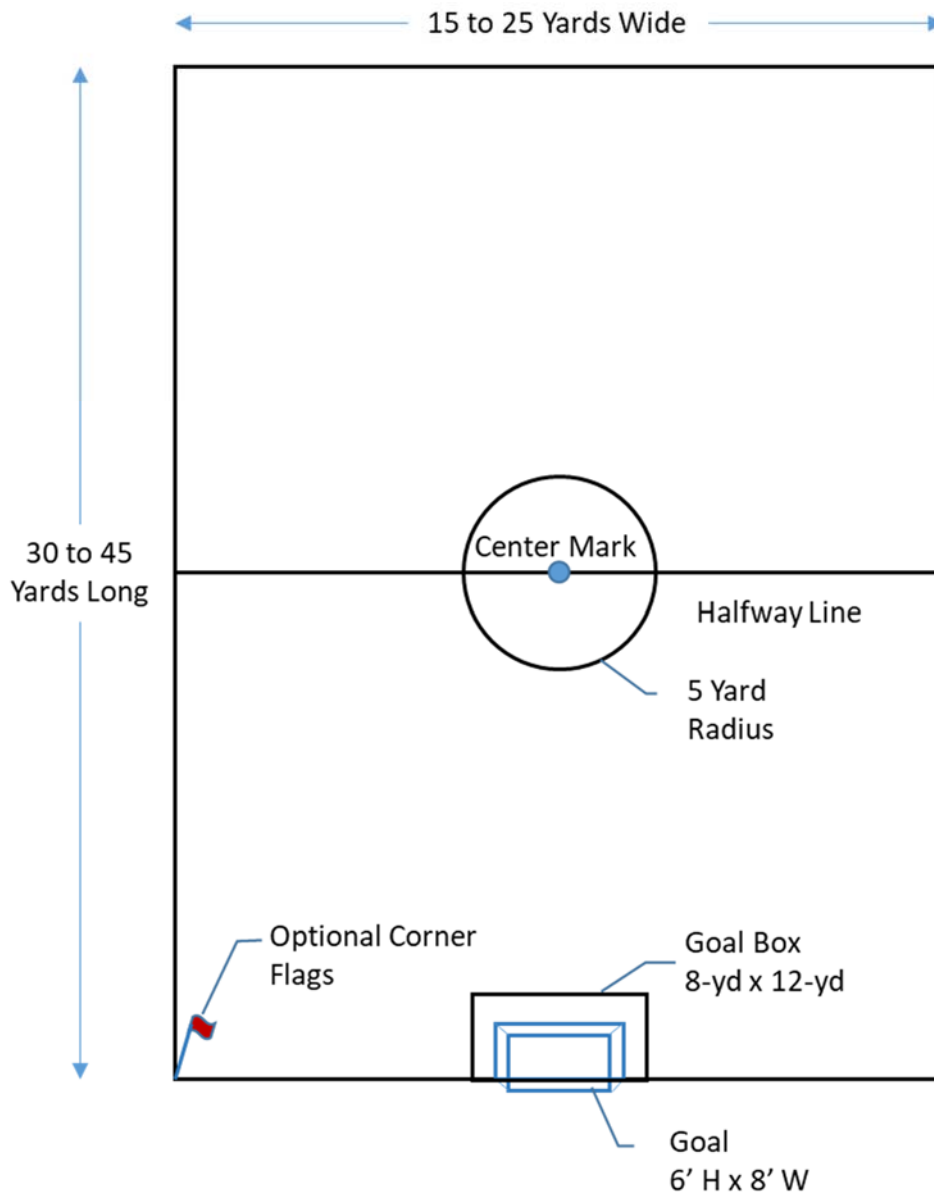 15 to 25 Yards Wide
30 to 45
Yards Long
Center Mark
Halfway Line
5 Yard
Radius
Optional Corner
Flags
Goal Box
8-yd x 12-yd
Goal
6’ H x 8’ W